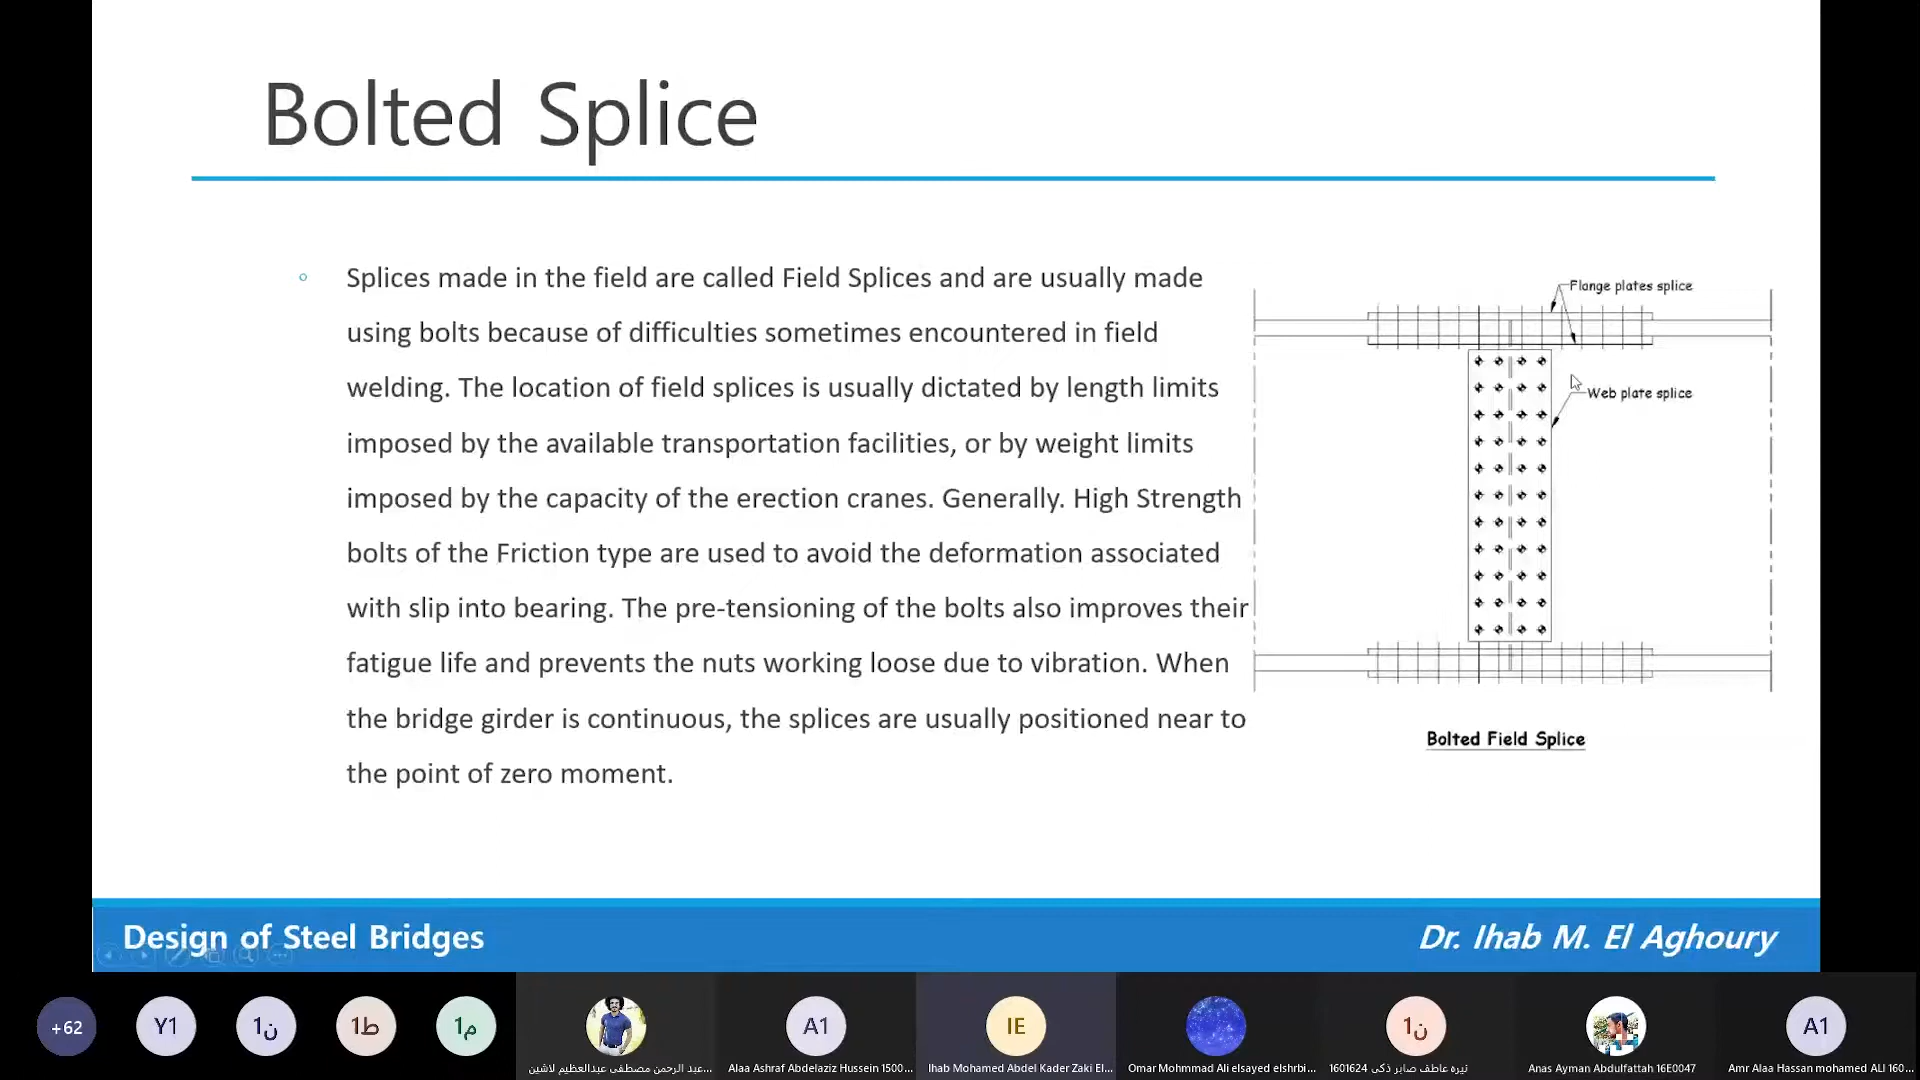 Bolted Splice
Splices made in the field are called Field Splices and are usually made
using bolts because of difficulties sometimes encountered in field
welding. The location of field splices is usually dictated by length limits
imposed by the available transportation facilities, or by weight limits
imposed by the capacity of the erection cranes. Generally. High Strength
bolts of the Friction type are used to avoid the deformation associated
with slip into bearing. The pre-tensioning of the bolts also improves their
fatigue life and prevents the nuts working loose due to vibration. When
the bridge girder is continuous, the splices are usually positioned near to
the point of zero moment.
Flange plates splice
Web plate splice
Bolted Field Splice
Design of Steel Bridges
Dr. Ihab M. El Aghoury
+62
Y1
ن1
ط1
م1
A1
IE
ن1
A1
عبد الرحمن مصطفى عبدالعظيم لاشين...
Alaa Ashraf Abdelaziz Hussein 1500...
Ihab Mohamed Abdel Kader Zaki El...
Omar Mohmmad Ali elsayed elshrbi...
نيره عاطف صابر ذكى 1601624
Anas Ayman Abdulfattah 16E0047
Amr Alaa Hassan mohamed ALI 160...